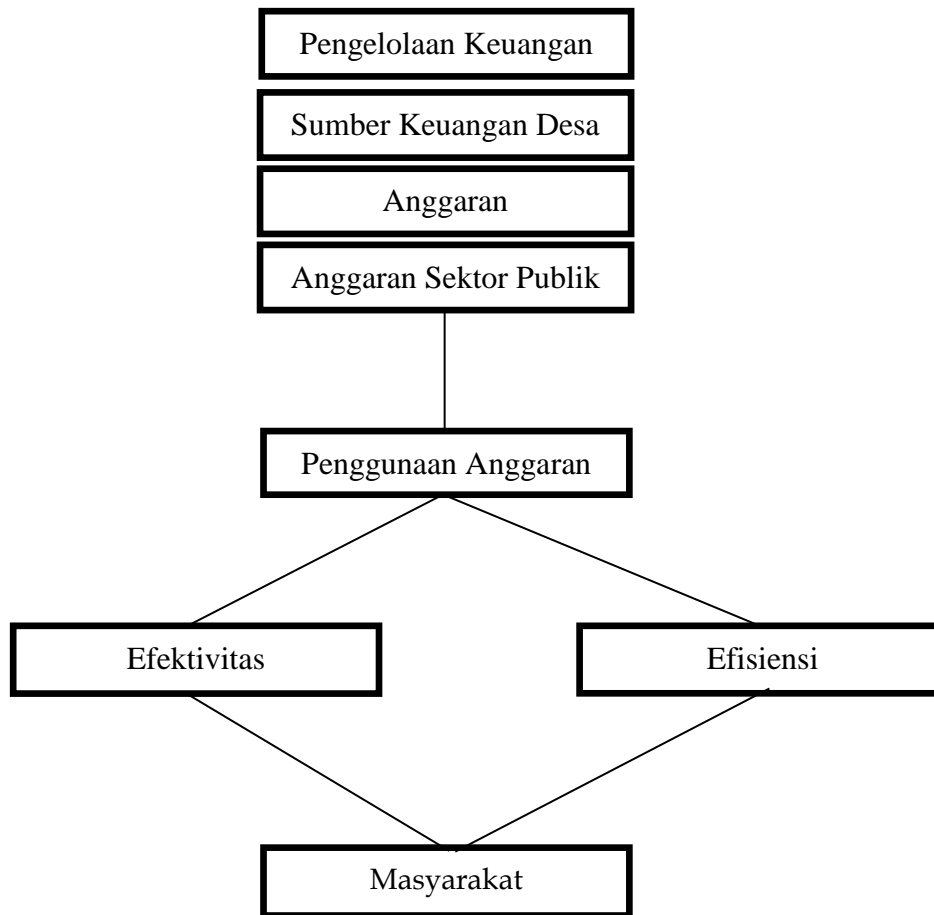 Pengelolaan Keuangan
Sumber Keuangan Desa
Anggaran
Anggaran Sektor Publik
Penggunaan Anggaran
Efektivitas
Efisiensi
Masyarakat